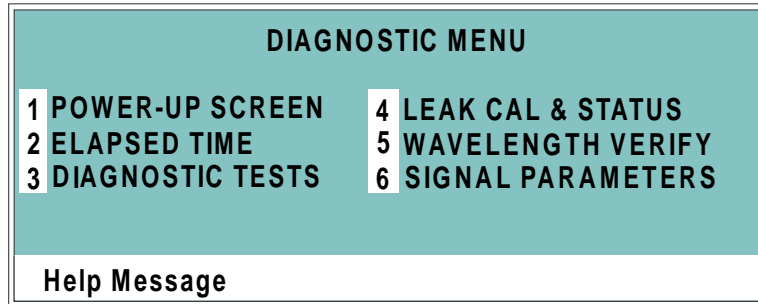 DIAGNOSTIC MENU
1 POWER-UP SCREEN
2 ELAPSED TIME
3 DIAGNOSTIC TESTS
4 LEAK CAL & STATUS
5 WAVELENGTH VERIFY
6 SIGNAL PARAMETERS
Help Message